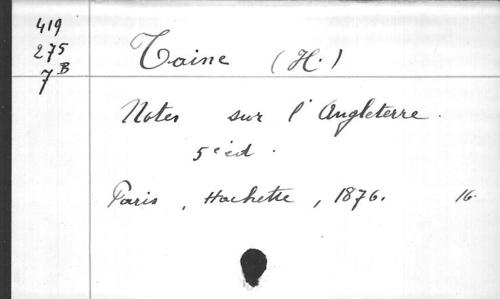 419
275
7B
Taine (H.)
Notes sur l'Angleterre.
5e éd.
Paris, Hachette, 1876. 16